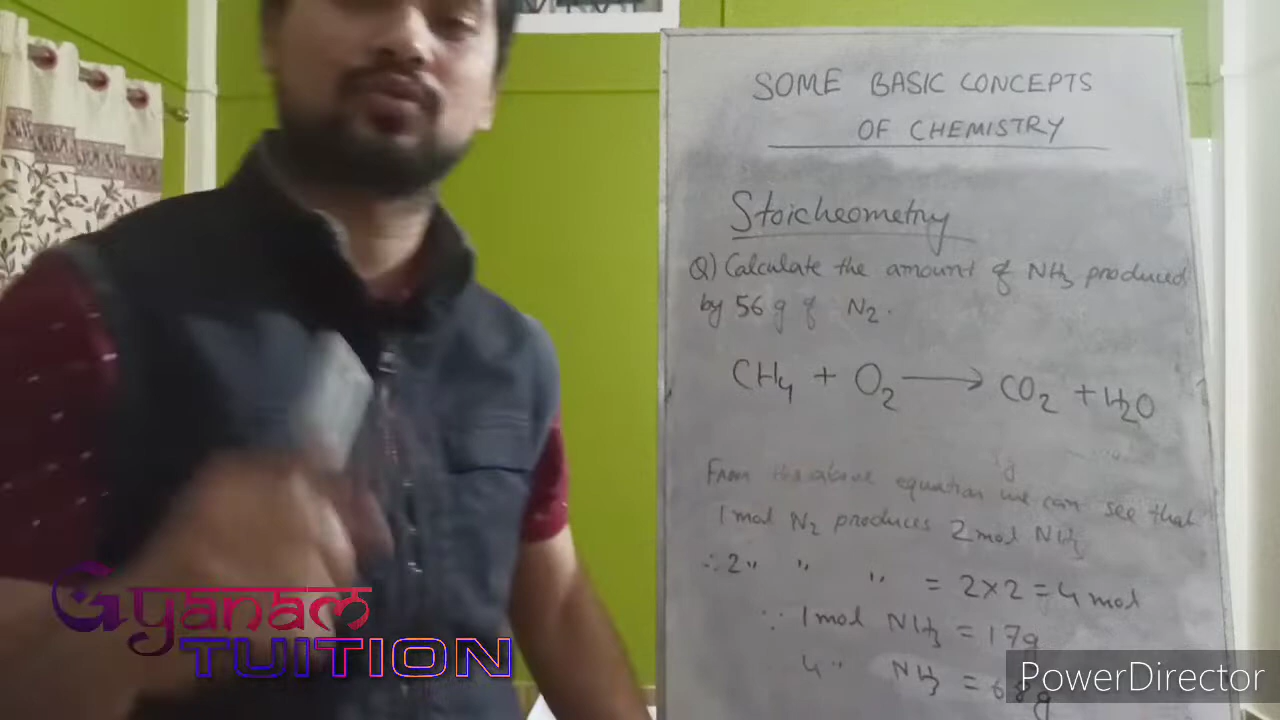 SOME BASIC CONCEPTS
OF CHEMISTRY
Stoicheometry
Q) Calculate the amount of NH3 produced
by 56 g of N2.
CH4 + O2 → CO2 + H2O
From the above equation we can see that
1 mol N2 produces 2 mol NH3
∴ 2 " " " = 2×2 = 4 mol
∵ 1 mol NH3 = 17g
4 " NH3 = 68g
Gyanam
TUITION
PowerDirector